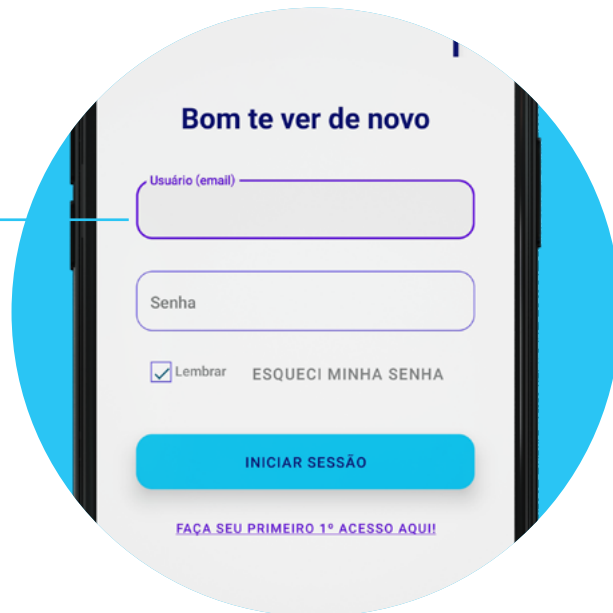 Bom te ver de novo
Usuário (email)
Senha
Lembrar ESQUECI MINHA SENHA
INICIAR SESSÃO
FAÇA SEU PRIMEIRO 1º ACESSO AQUI!